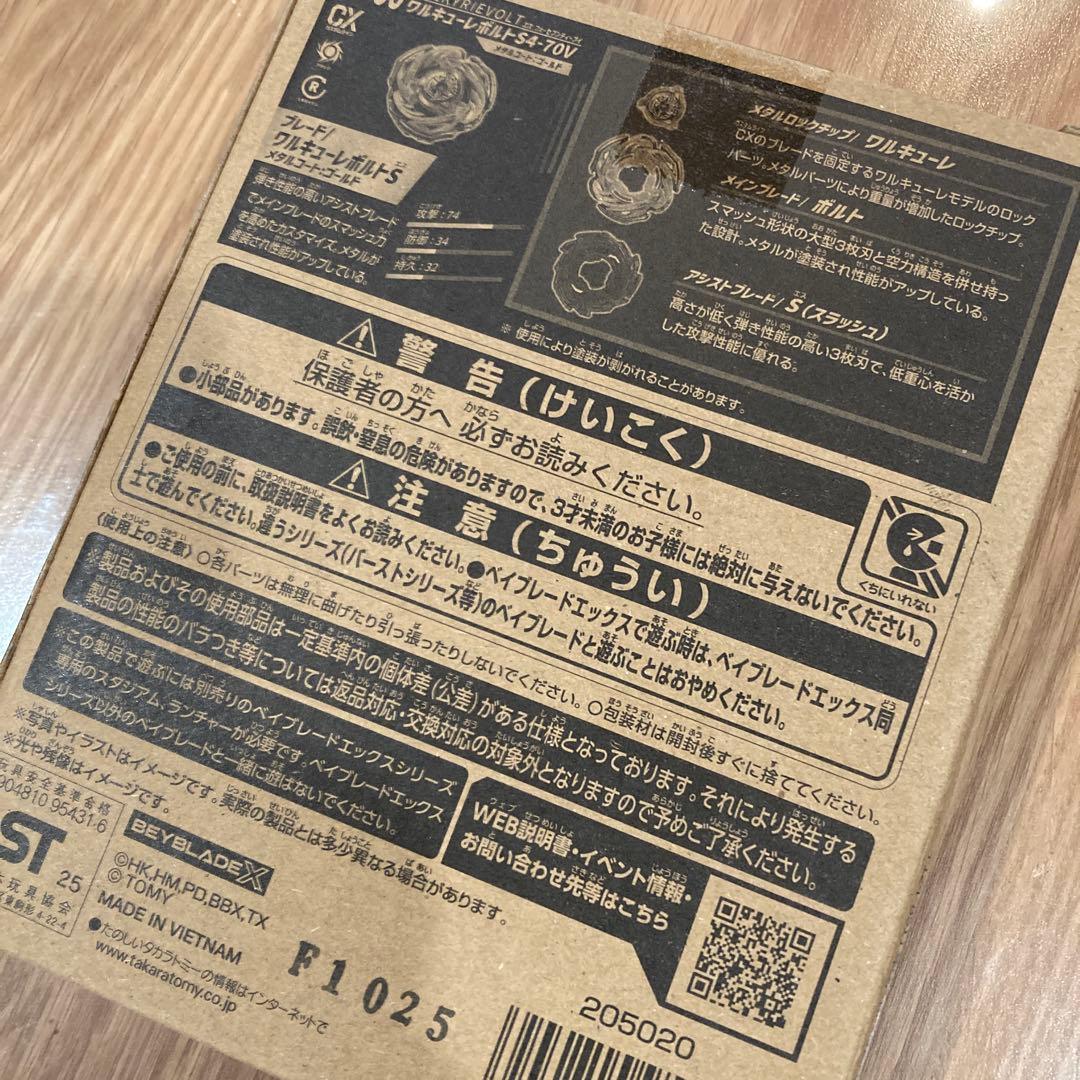 CX
VALKYRIEVOLT
ワルキューレボルトS4-70V
メタルコート:ゴールド
ブレード/
ワルキューレボルトS
メタルコート:ゴールド
弾き性能の高いアシストブレード
でメインブレードのスマッシュ力
を高めたカスタマイズ。メタルが
塗装され性能がアップしている。
攻撃:74
防御:34
持久:32
メタルロックチップ/ ワルキューレ
CXのブレードを固定するワルキューレモデルのロック
パーツ。メタルパーツにより重量が増加したロックチップ。
メインブレード/ ボルト
スマッシュ形状の大型3枚刃と空力構造を併せ持つ
た設計。メタルが塗装され性能がアップしている。
アシストブレード/ S(スラッシュ)
高さが低く弾き性能の高い3枚刃で、低重心を活か
した攻撃性能に優れる。
※使用により塗装が剥がれることがあります。
警告(けいこく)
保護者の方へ 必ずお読みください。
●小部品があります。誤飲・窒息の危険がありますので、3才未満のお子様には絶対に与えないでください。
くちにいれない
注意(ちゅうい)
●ご使用の前に、取扱説明書をよくお読みください。●ベイブレードエックスで遊ぶ時は、ベイブレードエックス同
士で遊んでください。違うシリーズ(バーストシリーズ等)のベイブレードと遊ぶことはおやめください。
〈使用上の注意〉○各パーツは無理に曲げたり引っ張ったりしないでください。○包装材は開封後すぐに捨ててください。
※製品およびその使用部品は一定基準内の個体差(公差)がある仕様となっております。それにより発生する
製品の性能のバラつき等については返品対応・交換対応の対象外となりますので予めご了承ください。
※この製品で遊ぶには別売りのベイブレードエックスシリーズ
専用のスタジアム、ランチャーが必要です。ベイブレードエックス
シリーズ以外のベイブレードと一緒に遊ばないでください。
※写真やイラストはイメージです。実際の製品とは多少異なる場合があります。
※光や残像はイメージです。
WEB説明書・イベント情報・
お問い合わせ先等はこちら
玩具安全基準合格
904810 95431-6
ST
25
玩具協会
東駒形4-22-4
BEYBLADE X
©HK,HM,PD,BBX,TX
©TOMY
MADE IN VIETNAM
●たのしいタカラトミーの情報はインターネットで
www.takaratomy.co.jp
F1025
205020